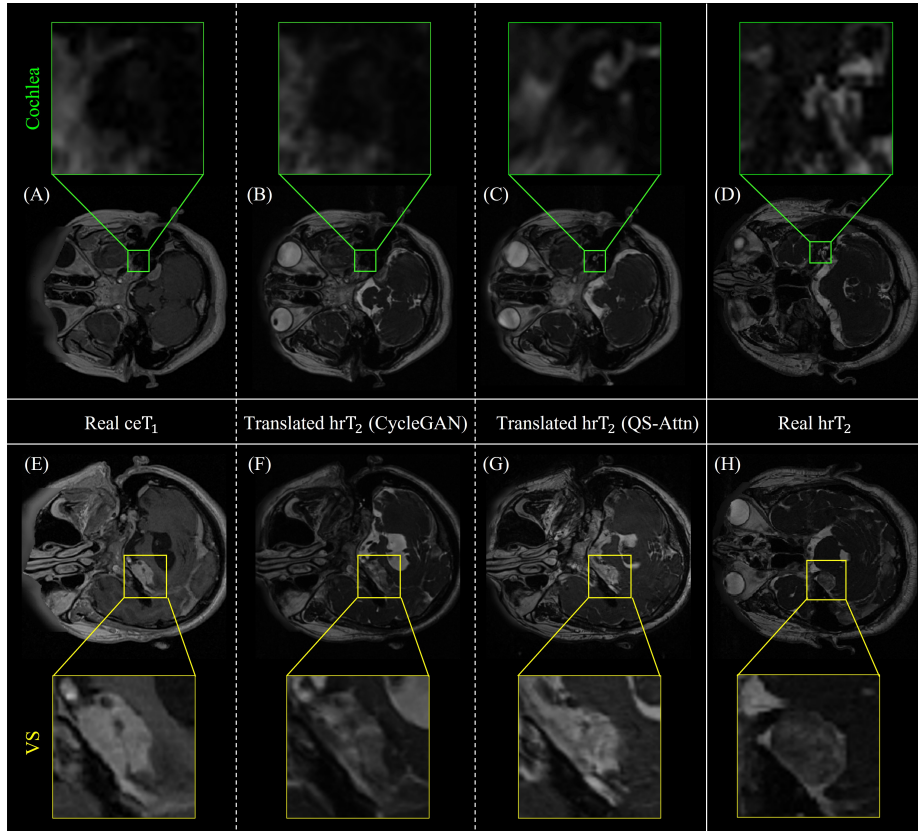 Cochlea
(A)
(B)
(C)
(D)
Real ceT₁
Translated hrT₂ (CycleGAN)
Translated hrT₂ (QS-Attn)
Real hrT₂
(E)
(F)
(G)
(H)
VS